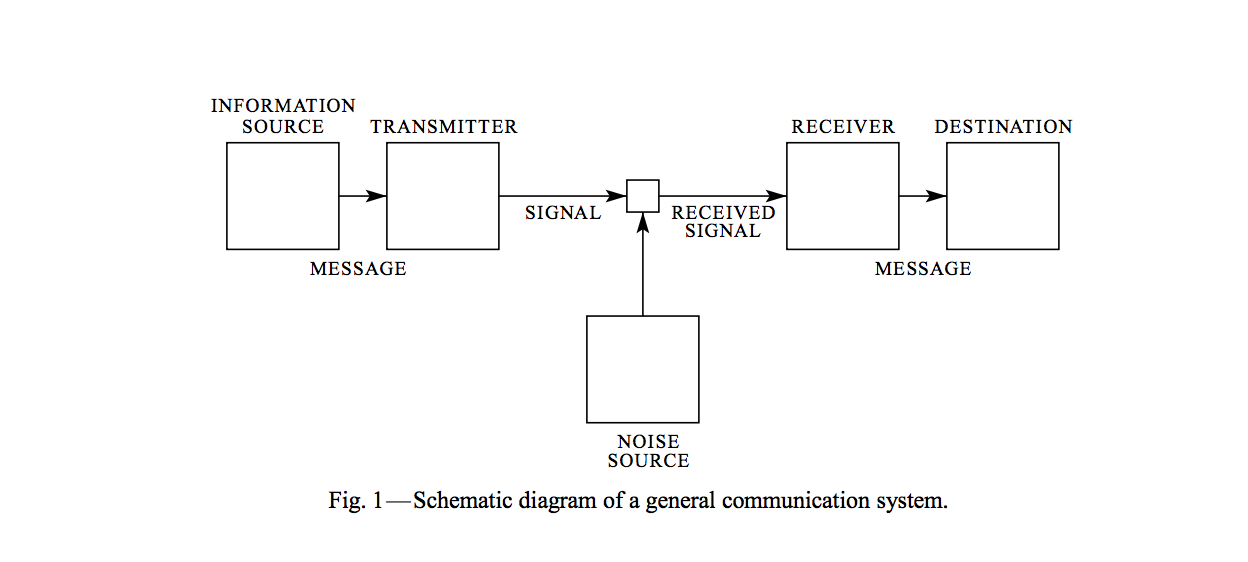 INFORMATION
SOURCE
TRANSMITTER
RECEIVER
DESTINATION
SIGNAL
RECEIVED
SIGNAL
MESSAGE
MESSAGE
NOISE
SOURCE
Fig. 1—Schematic diagram of a general communication system.